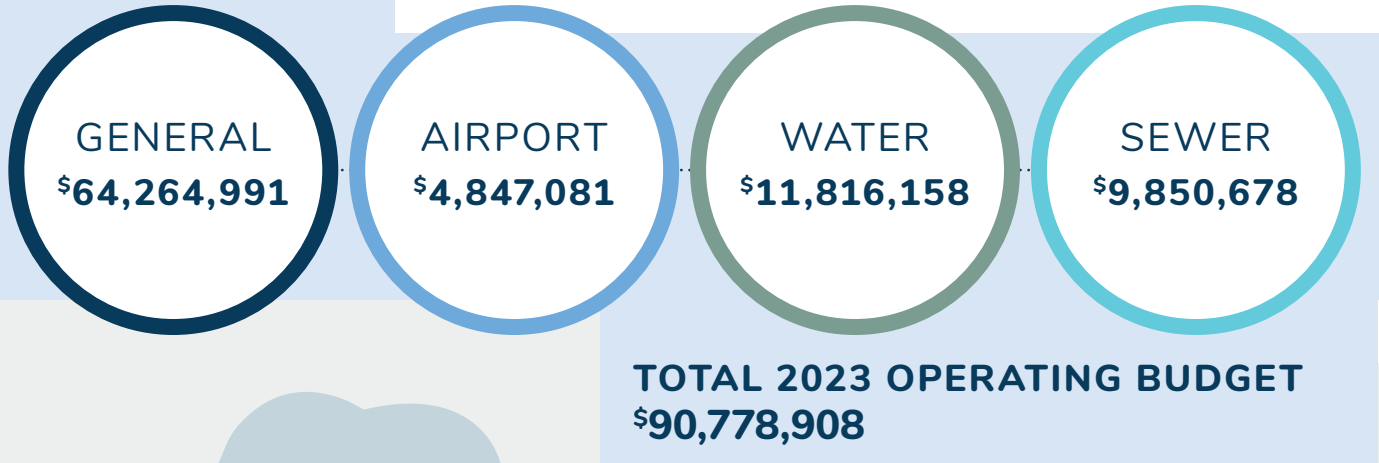 GENERAL
$64,264,991
AIRPORT
$4,847,081
WATER
$11,816,158
SEWER
$9,850,678
TOTAL 2023 OPERATING BUDGET
$90,778,908